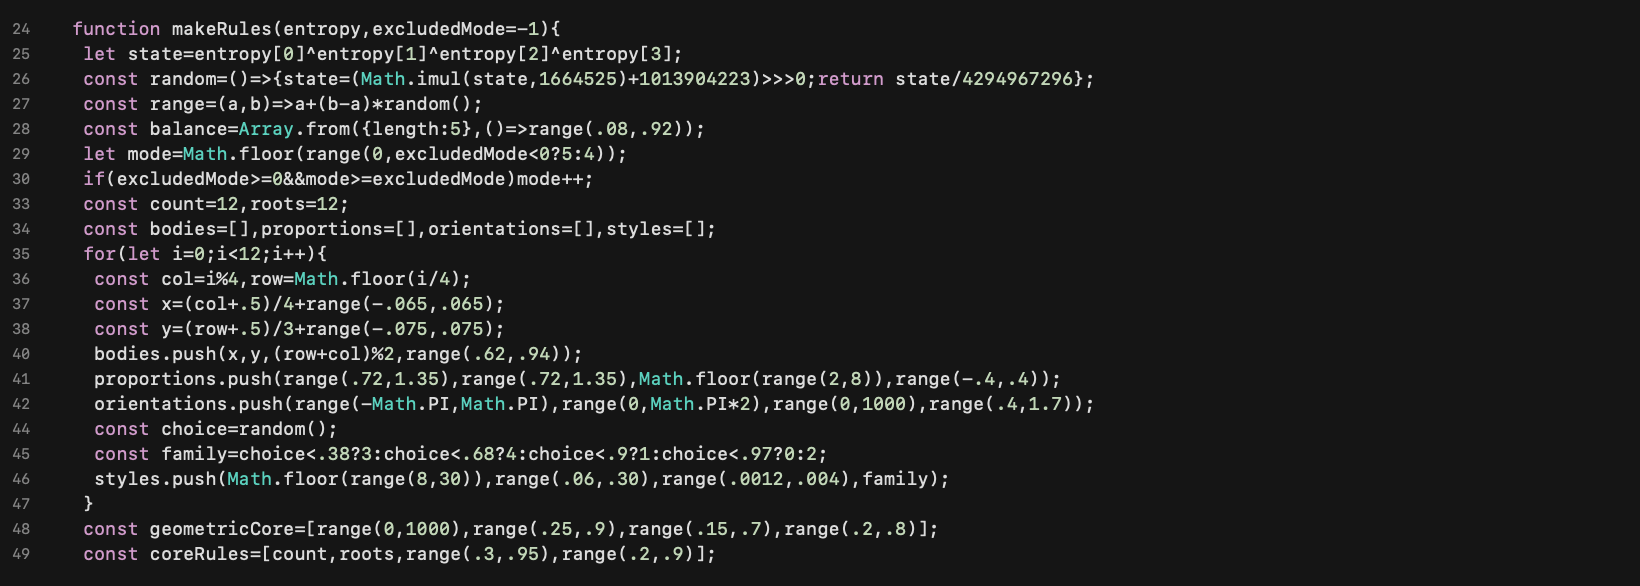 24 function makeRules(entropy,excludedMode=-1){
25 let state=entropy[0]^entropy[1]^entropy[2]^entropy[3];
26 const random=()=>{state=(Math.imul(state,1664525)+1013904223)>>>0;return state/4294967296};
27 const range=(a,b)=>a+(b-a)*random();
28 const balance=Array.from({length:5},()=>range(.08,.92));
29 let mode=Math.floor(range(0,excludedMode<0?5:4));
30 if(excludedMode>=0&&mode>=excludedMode)mode++;
33 const count=12,roots=12;
34 const bodies=[],proportions=[],orientations=[],styles=[];
35 for(let i=0;i<12;i++){
36 const col=i%4,row=Math.floor(i/4);
37 const x=(col+.5)/4+range(-.065,.065);
38 const y=(row+.5)/3+range(-.075,.075);
40 bodies.push(x,y,(row+col)%2,range(.62,.94));
41 proportions.push(range(.72,1.35),range(.72,1.35),Math.floor(range(2,8)),range(-.4,.4));
42 orientations.push(range(-Math.PI,Math.PI),range(0,Math.PI*2),range(0,1000),range(.4,1.7));
44 const choice=random();
45 const family=choice<.38?3:choice<.68?4:choice<.9?1:choice<.97?0:2;
46 styles.push(Math.floor(range(8,30)),range(.06,.30),range(.0012,.004),family);
47 }
48 const geometricCore=[range(0,1000),range(.25,.9),range(.15,.7),range(.2,.8)];
49 const coreRules=[count,roots,range(.3,.95),range(.2,.9)];